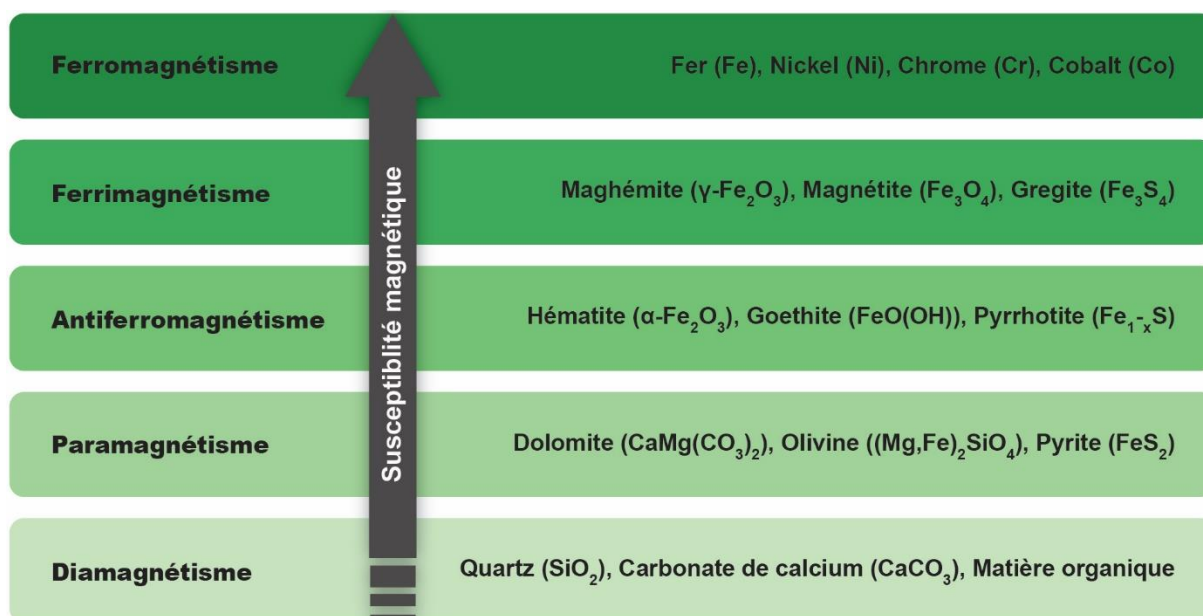 Ferromagnétisme
Fer (Fe), Nickel (Ni), Chrome (Cr), Cobalt (Co)
Ferrimagnétisme
Maghémite (γ-Fe₂O₃), Magnétite (Fe₃O₄), Gregite (Fe₃S₄)
Susceptiblité magnétique
Antiferromagnétisme
Hématite (α-Fe₂O₃), Goethite (FeO(OH)), Pyrrhotite (Fe₁-ₓS)
Paramagnétisme
Dolomite (CaMg(CO₃)₂), Olivine ((Mg,Fe)₂SiO₄), Pyrite (FeS₂)
Diamagnétisme
Quartz (SiO₂), Carbonate de calcium (CaCO₃), Matière organique